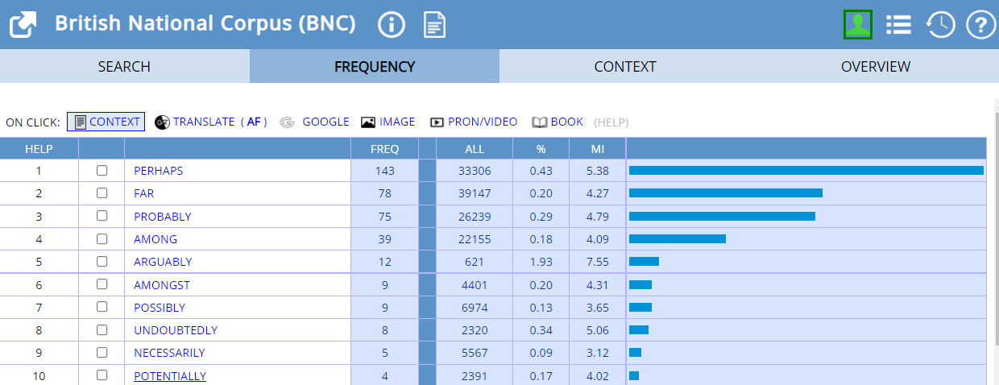 British National Corpus (BNC)
SEARCH FREQUENCY CONTEXT OVERVIEW
ON CLICK: CONTEXT TRANSLATE ( AF ) GOOGLE IMAGE PRON/VIDEO BOOK (HELP)
HELP FREQ ALL % MI
1 PERHAPS 143 33306 0.43 5.38
2 FAR 78 39147 0.20 4.27
3 PROBABLY 75 26239 0.29 4.79
4 AMONG 39 22155 0.18 4.09
5 ARGUABLY 12 621 1.93 7.55
6 AMONGST 9 4401 0.20 4.31
7 POSSIBLY 9 6974 0.13 3.65
8 UNDOUBTEDLY 8 2320 0.34 5.06
9 NECESSARILY 5 5567 0.09 3.12
10 POTENTIALLY 4 2391 0.17 4.02